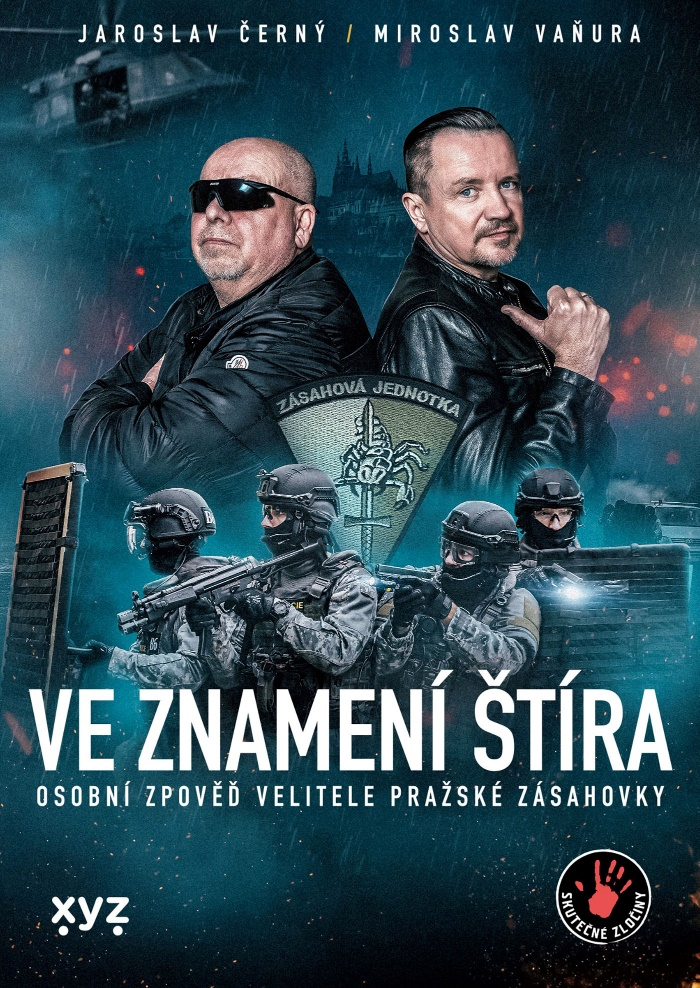 JAROSLAV ČERNÝ / MIROSLAV VAŇURA
ZÁSAHOVÁ JEDNOTKA
VE ZNAMENÍ ŠTÍRA
OSOBNÍ ZPOVĚĎ VELITELE PRAŽSKÉ ZÁSAHOVKY
xyz
SKUTEČNÉ ZLOČINY